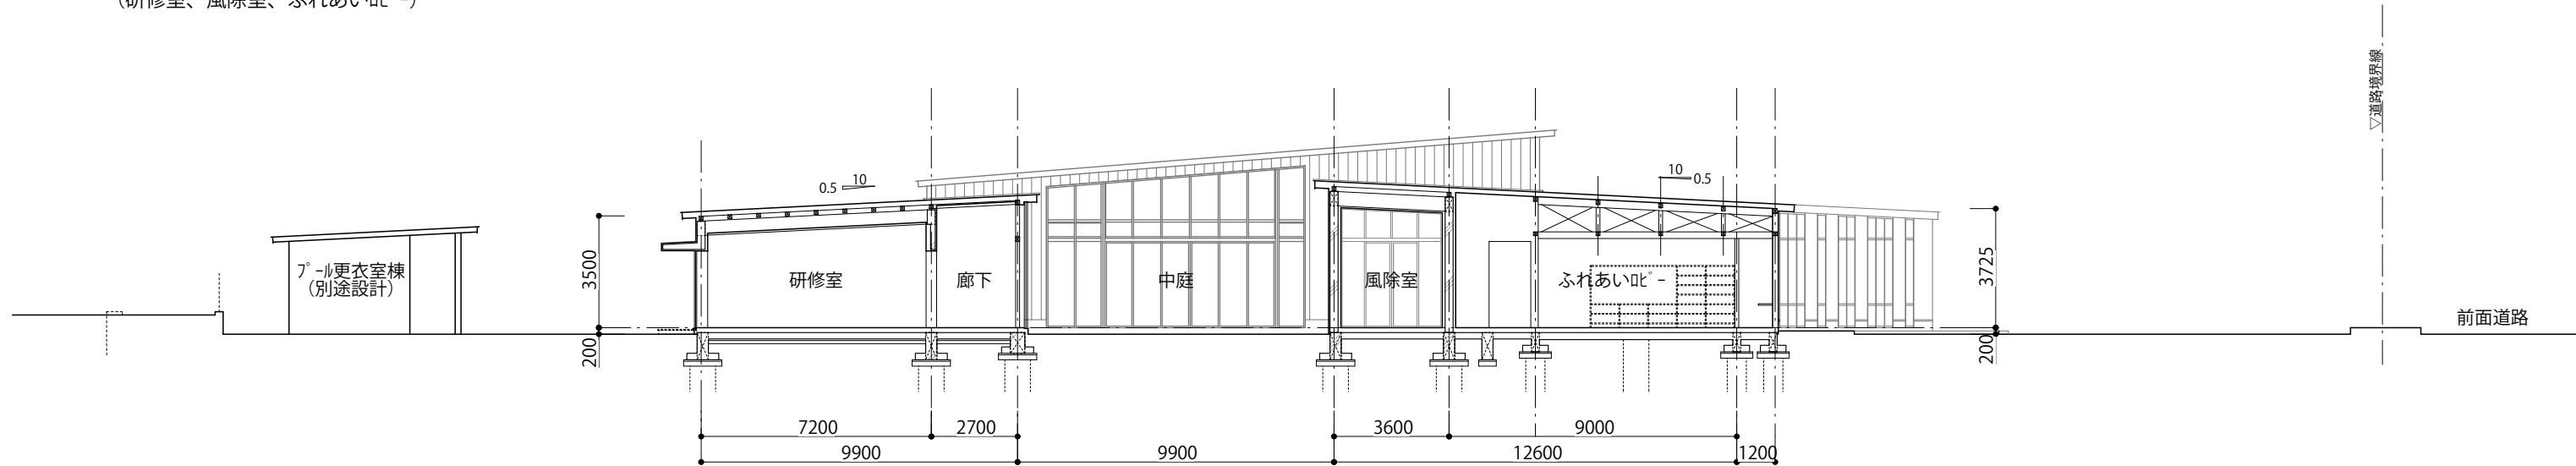 （研修室、風除室、ふれあいﾛﾋﾞｰ）
▽道路境界線
10
0.5
10
0.5
3500
ﾌﾟｰﾙ更衣室棟
（別途設計）
研修室
廊下
中庭
風除室
ふれあいﾛﾋﾞｰ
3725
前面道路
200
200
7200
2700
3600
9000
9900
9900
12600
1200